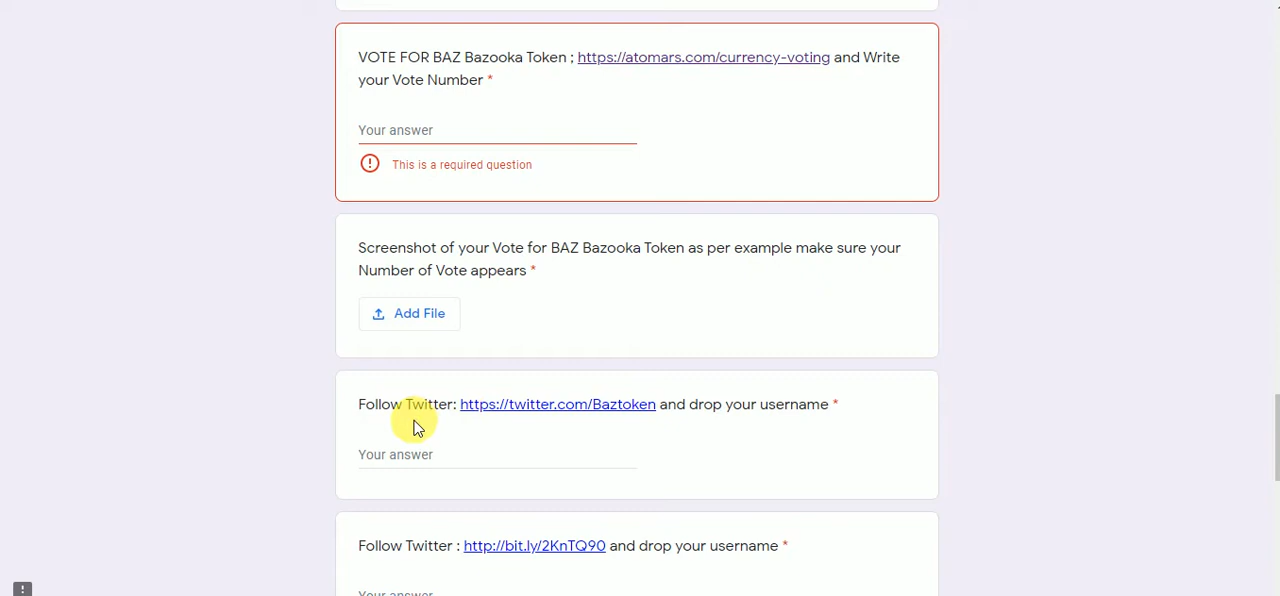 VOTE FOR BAZ Bazooka Token ; https://atomars.com/currency-voting and Write
your Vote Number *
Your answer
This is a required question
Screenshot of your Vote for BAZ Bazooka Token as per example make sure your
Number of Vote appears *
Add File
Follow Twitter: https://twitter.com/Baztoken and drop your username *
Your answer
Follow Twitter : http://bit.ly/2KnTQ90 and drop your username *
Your answer